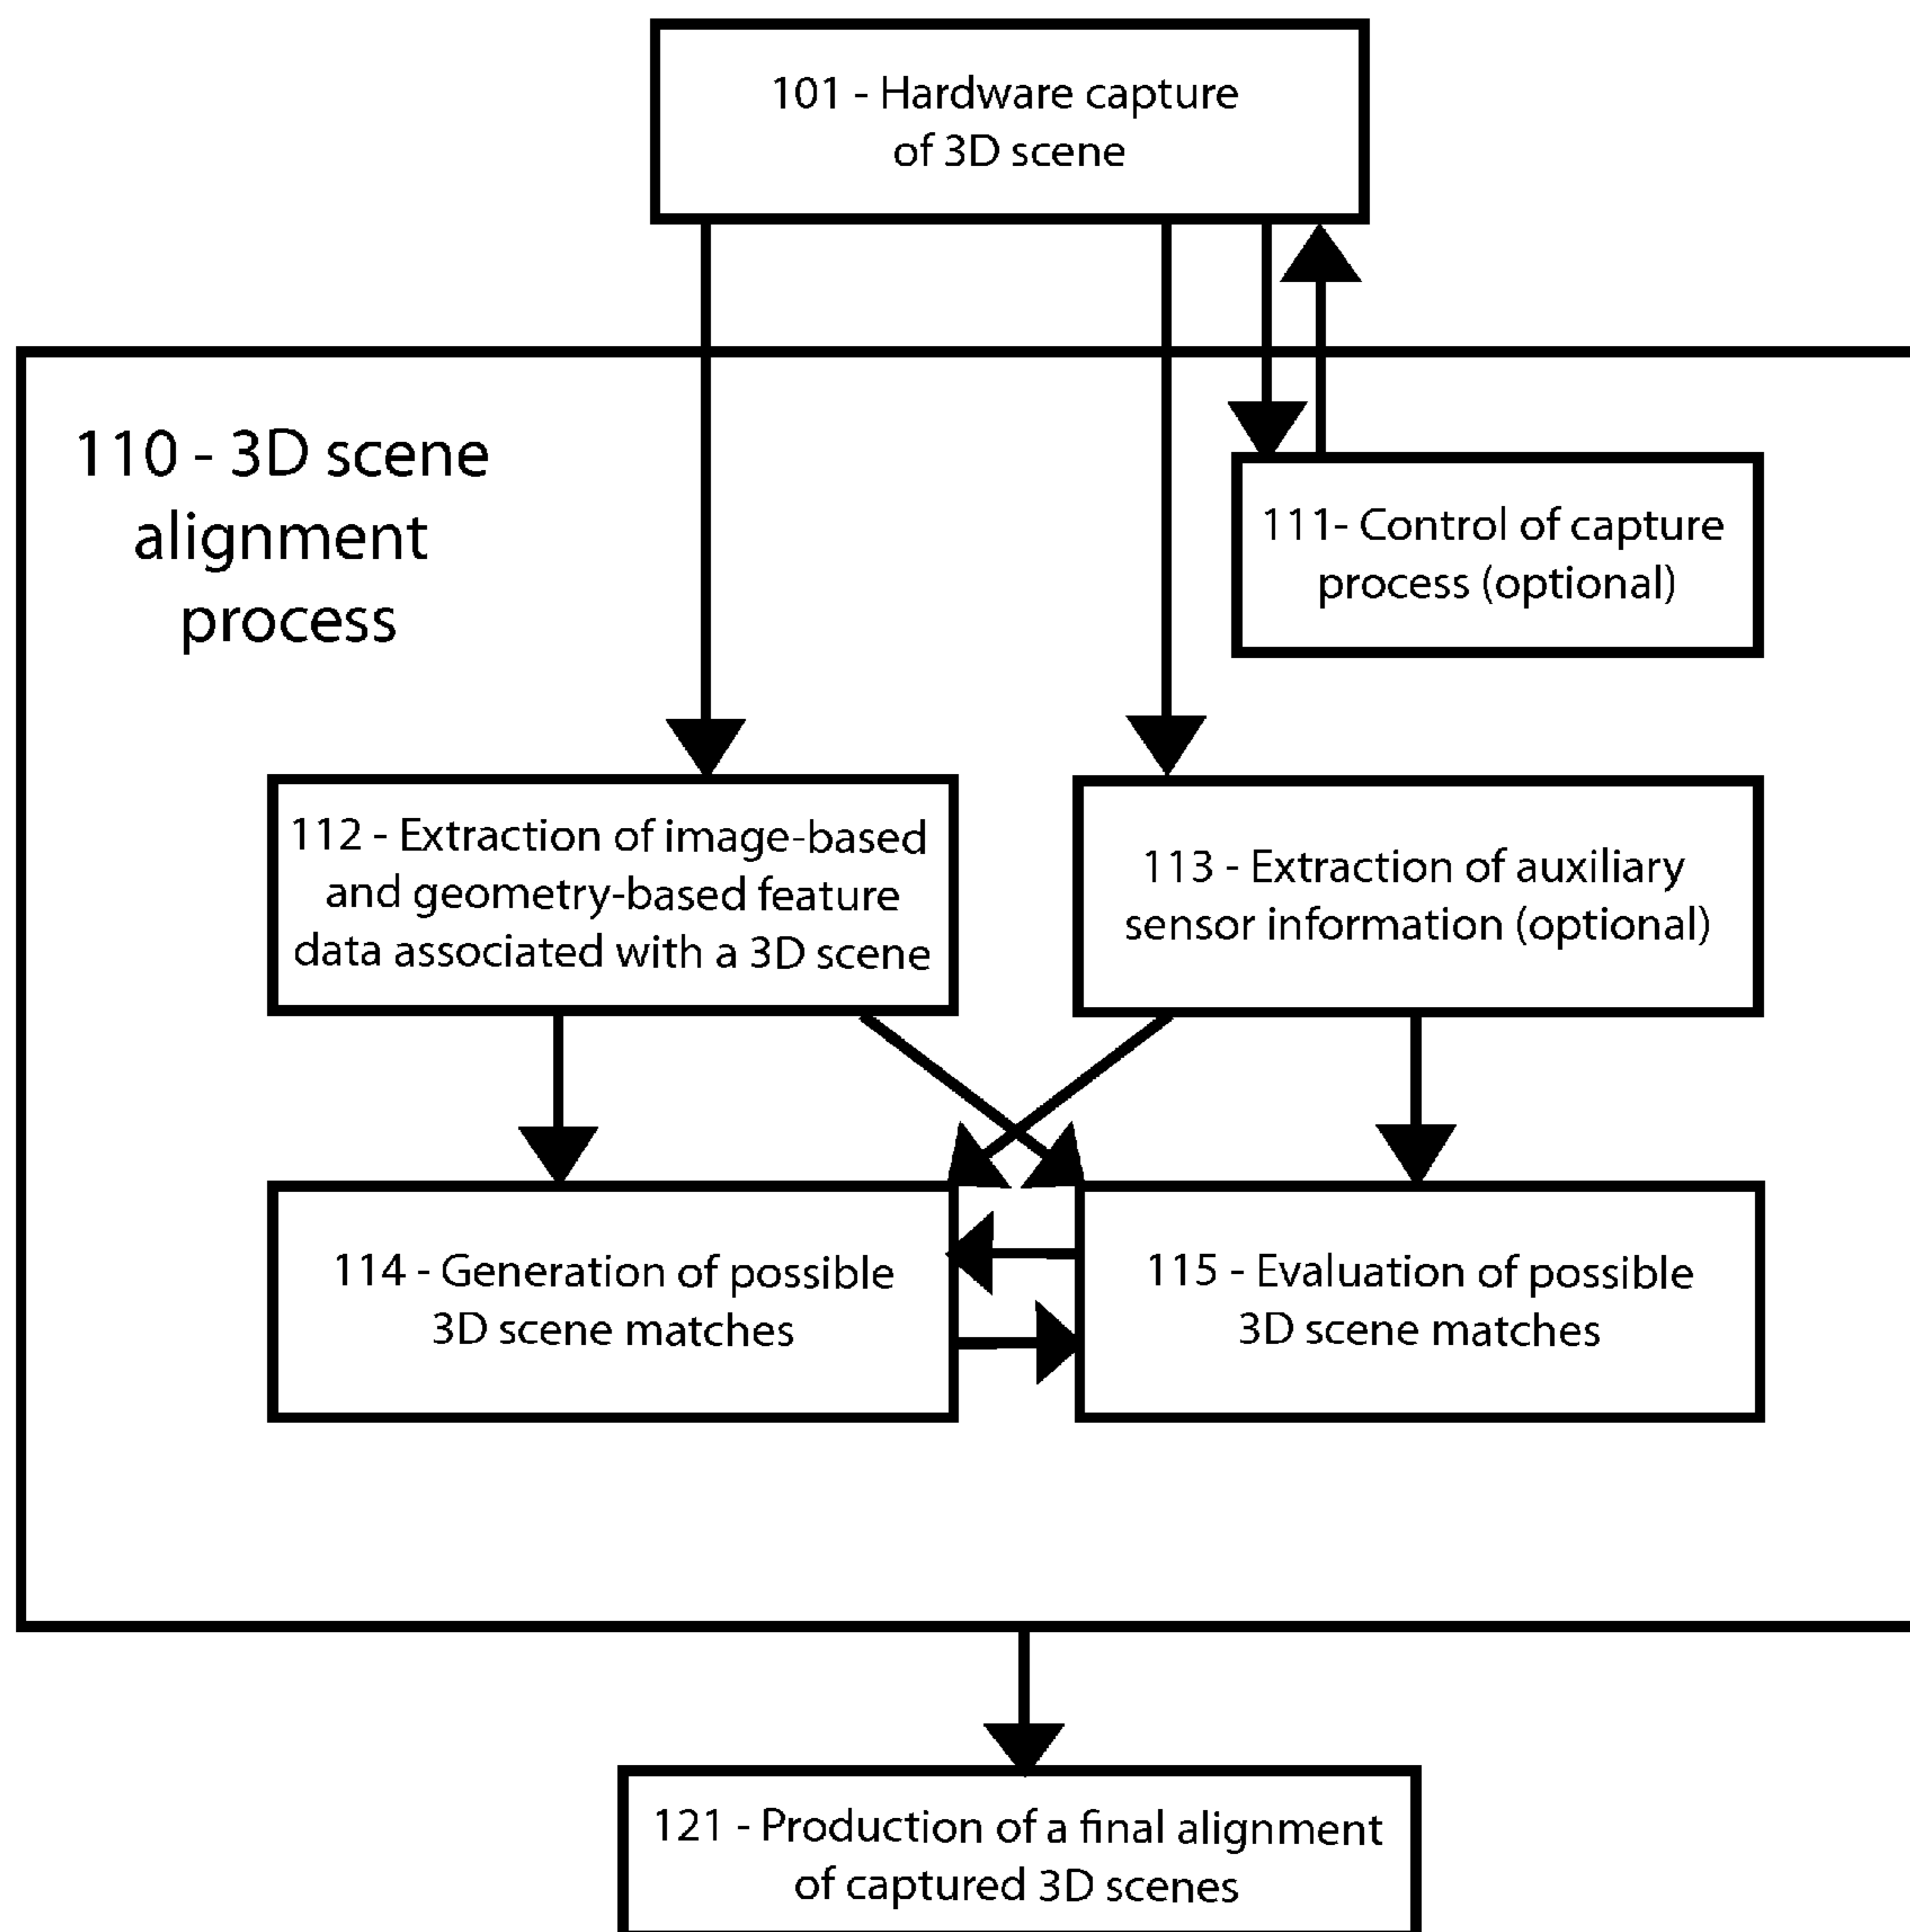 101 - Hardware capture
of 3D scene
110 - 3D scene
alignment
process
111- Control of capture
process (optional)
112 - Extraction of image-based
and geometry-based feature
data associated with a 3D scene
113 - Extraction of auxiliary
sensor information (optional)
114 - Generation of possible
3D scene matches
115 - Evaluation of possible
3D scene matches
121 - Production of a final alignment
of captured 3D scenes